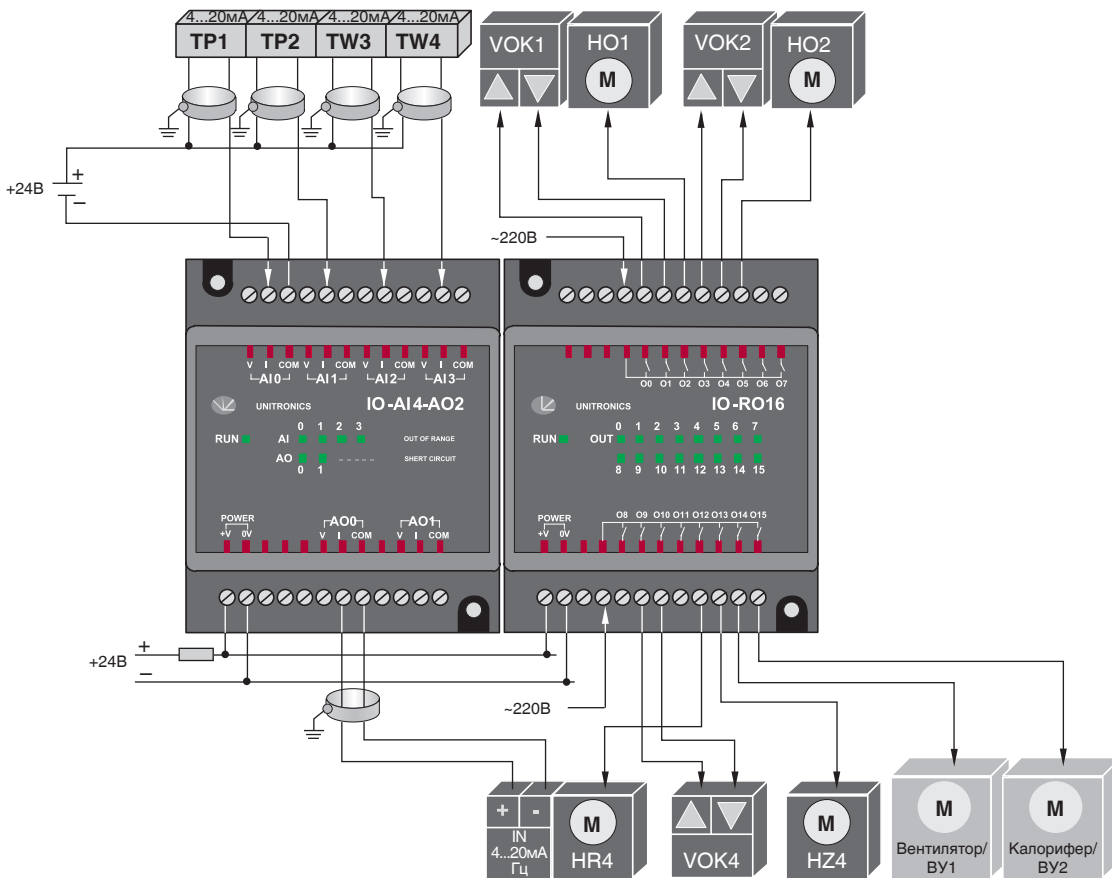 4...20мА 4...20мА 4...20мА 4...20мА
TP1 TP2 TW3 TW4
VOK1 HO1 VOK2 HO2
M M
+24В
+
−
~220В
V I COM V I COM V I COM V I COM
AI0 AI1 AI2 AI3
UNITRONICS IO-AI4-AO2
0 1 2 3
RUN AI OUT OF RANGE
AO SHERT CIRCUIT
0 1
POWER
+V 0V
AO0 AO1
V I COM V I COM
O0 O1 O2 O3 O4 O5 O6 O7
UNITRONICS IO-RO16
0 1 2 3 4 5 6 7
RUN OUT
8 9 10 11 12 13 14 15
POWER
+V 0V
O8 O9 O10 O11 O12 O13 O14 O15
+24В
+
−
~220В
+ -
IN
4...20мА
Гц
M
HR4
VOK4
M
HZ4
M
Вентилятор/
ВУ1
M
Калорифер/
ВУ2